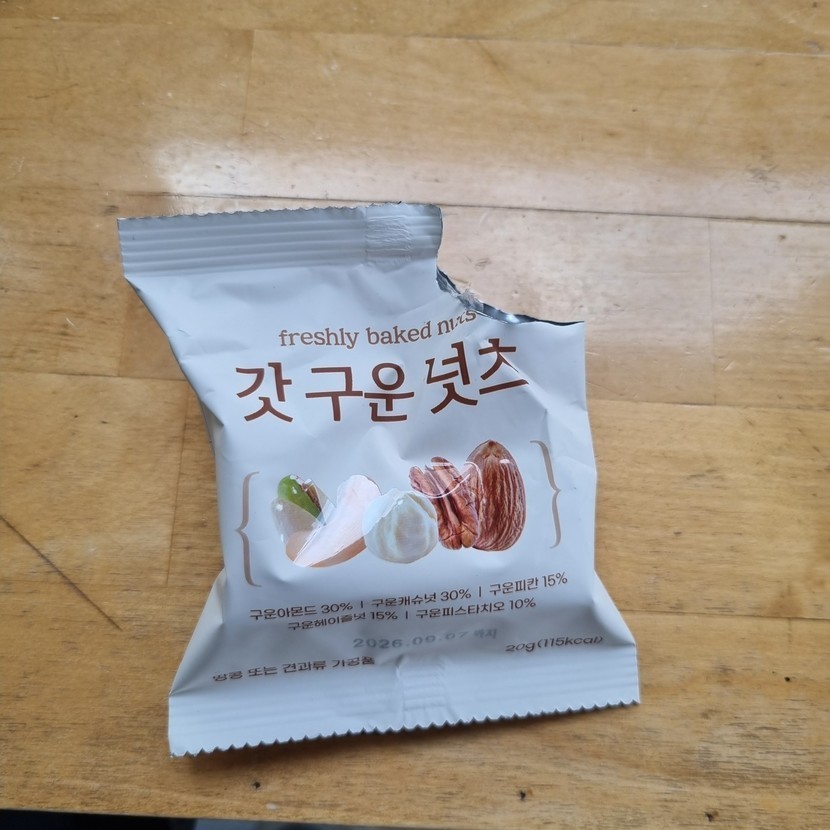 freshly baked nuts
갓 구운 넛츠
구운아몬드 30% | 구운캐슈넛 30% | 구운피칸 15%
구운헤이즐넛 15% | 구운피스타치오 10%
2026.09.07 까지
20g(115kcal)
땅콩 또는 견과류 가공품